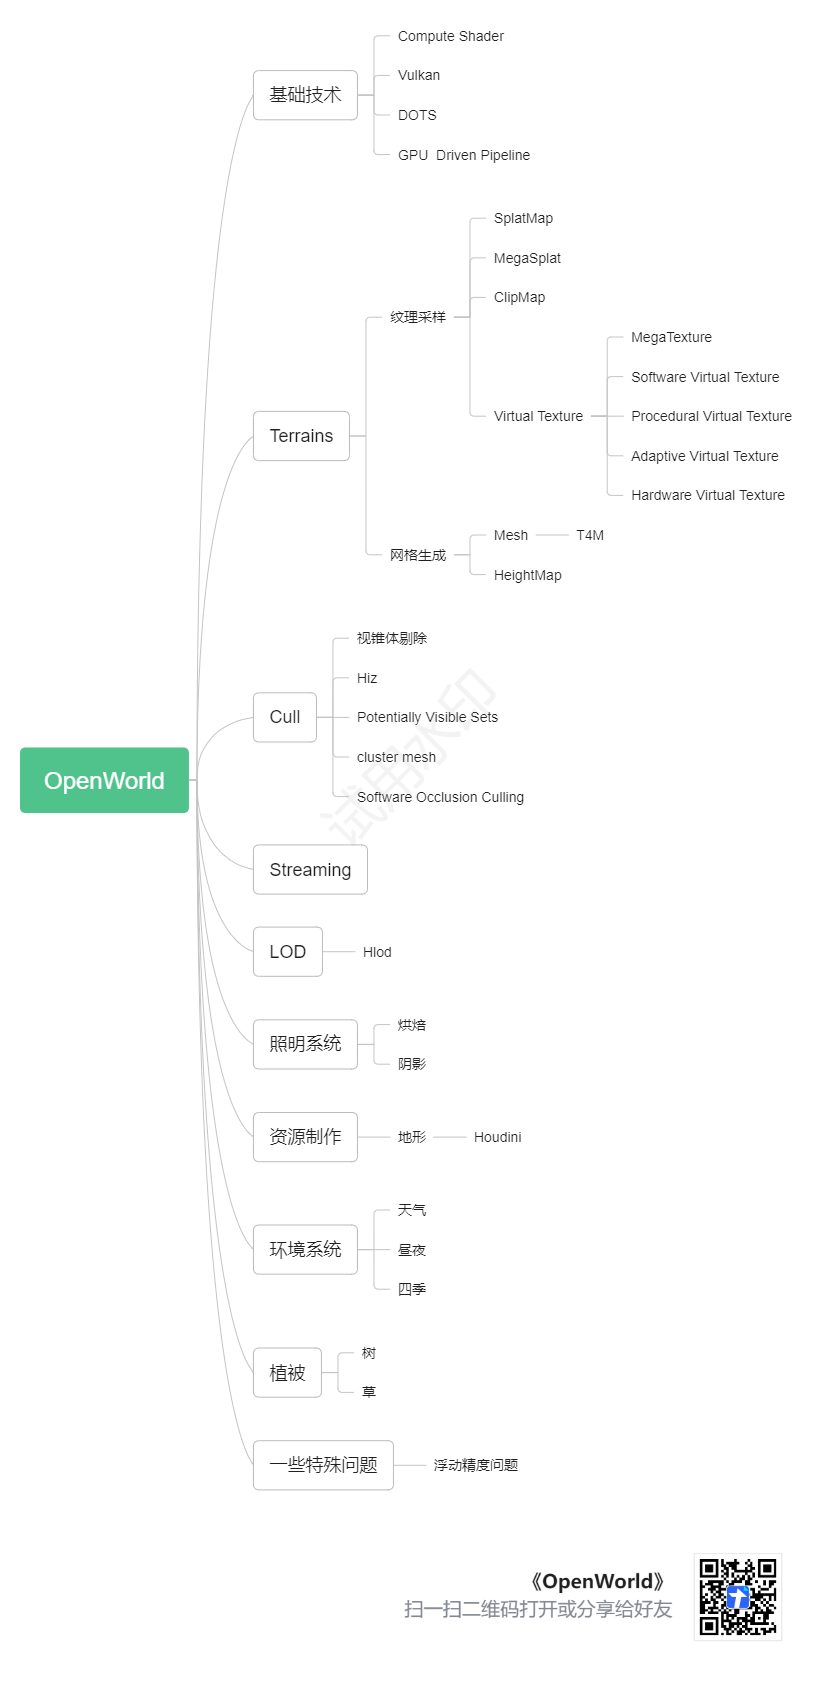 Compute Shader
基础技术
Vulkan
DOTS
GPU  Driven Pipeline
SplatMap
MegaSplat
ClipMap
纹理采样
MegaTexture
Software Virtual Texture
Virtual Texture
Procedural Virtual Texture
Adaptive Virtual Texture
Hardware Virtual Texture
Terrains
网格生成
Mesh
T4M
HeightMap
视锥体剔除
Hiz
Cull
Potentially Visible Sets
cluster mesh
Software Occlusion Culling
试用水印
OpenWorld
Streaming
LOD
Hlod
照明系统
烘焙
阴影
资源制作
地形
Houdini
环境系统
天气
昼夜
四季
植被
树
草
一些特殊问题
浮动精度问题
《OpenWorld》
扫一扫二维码打开或分享给好友